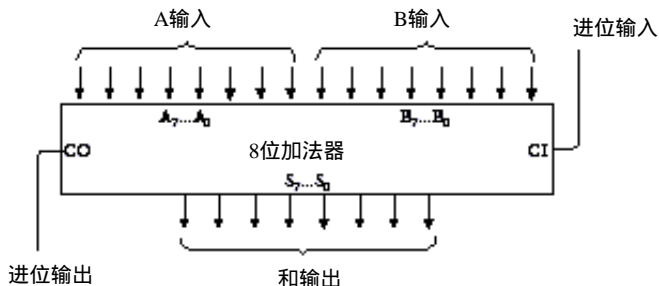 A输入
B输入
进位输入
A₇...A₀
B₇...B₀
CO
8位加法器
CI
S₇...S₀
进位输出
和输出